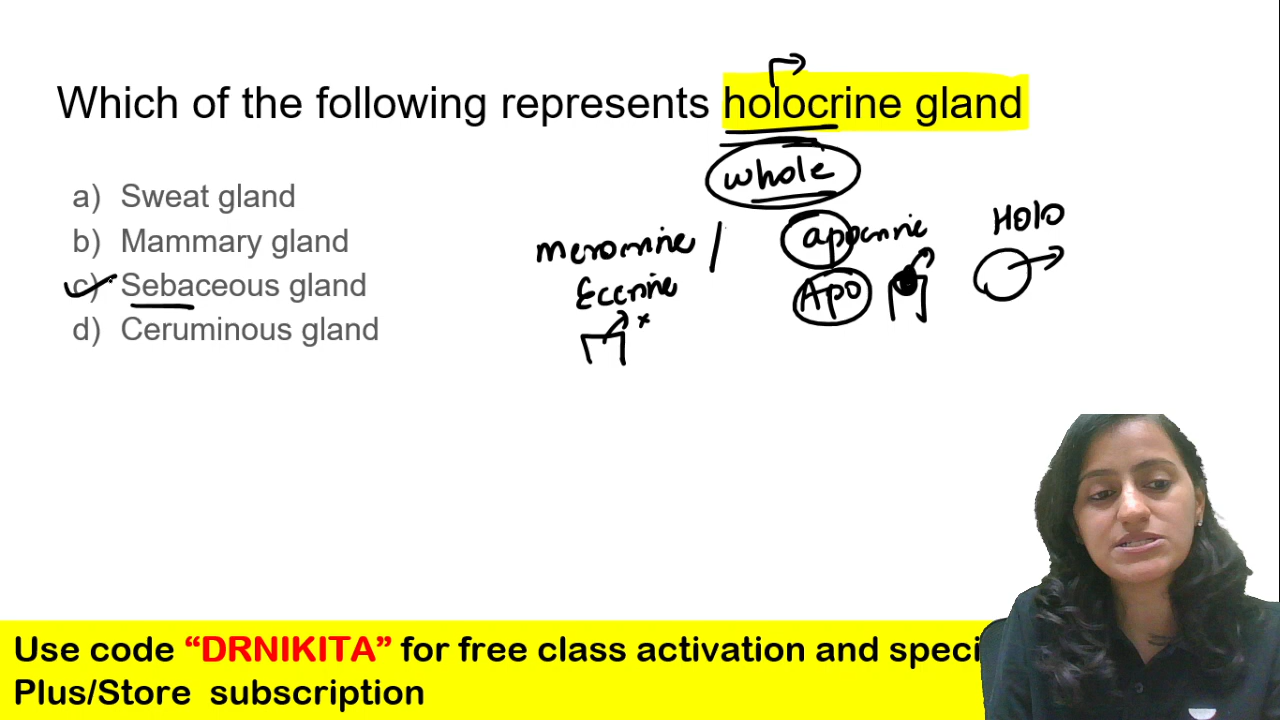 Which of the following represents holocrine gland
whole
a) Sweat gland
b) Mammary gland
c) Sebaceous gland
d) Ceruminous gland
merocrine / apocrine Holo
Eccrine Apo
Use code “DRNIKITA” for free class activation and speci
Plus/Store subscription